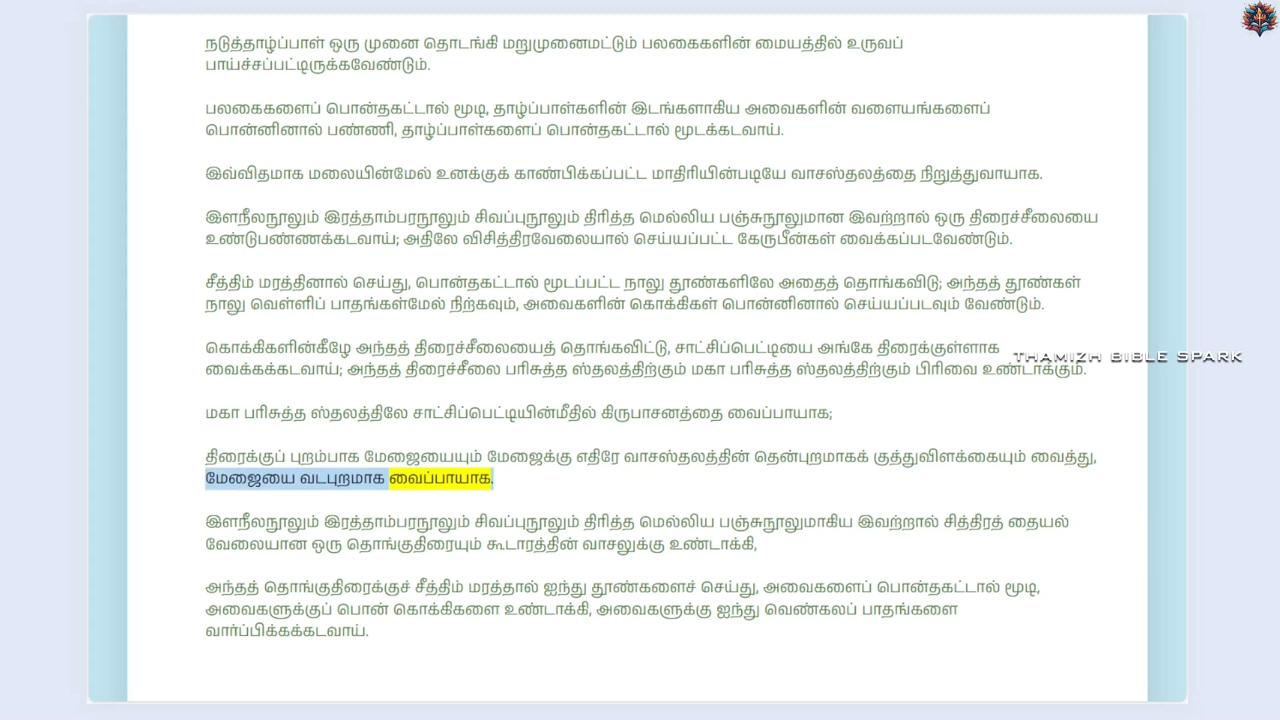 நடுத்தாழ்ப்பாள் ஒரு முனை தொடங்கி மறுமுனைமட்டும் பலகைகளின் மையத்தில் உருவப்
பாய்ச்சப்பட்டிருக்கவேண்டும்.
பலகைகளைப் பொன்தகட்டால் மூடி, தாழ்ப்பாள்களின் இடங்களாகிய அவைகளின் வளையங்களைப்
பொன்னினால் பண்ணி, தாழ்ப்பாள்களைப் பொன்தகட்டால் மூடக்கடவாய்.
இவ்விதமாக மலையின்மேல் உனக்குக் காண்பிக்கப்பட்ட மாதிரியின்படியே வாசஸ்தலத்தை நிறுத்துவாயாக.
இளநீலநூலும் இரத்தாம்பரநூலும் சிவப்புநூலும் திரித்த மெல்லிய பஞ்சுநூலுமான இவற்றால் ஒரு திரைச்சீலையை
உண்டுபண்ணக்கடவாய்; அதிலே விசித்திரவேலையால் செய்யப்பட்ட கேருபீன்கள் வைக்கப்படவேண்டும்.
சீத்திம் மரத்தினால் செய்து, பொன்தகட்டால் மூடப்பட்ட நாலு தூண்களிலே அதைத் தொங்கவிடு; அந்தத் தூண்கள்
நாலு வெள்ளிப் பாதங்கள்மேல் நிற்கவும், அவைகளின் கொக்கிகள் பொன்னினால் செய்யப்படவும் வேண்டும்.
கொக்கிகளின்கீழே அந்தத் திரைச்சீலையைத் தொங்கவிட்டு, சாட்சிப்பெட்டியை அங்கே திரைக்குள்ளாக
THAMIZH BIBLE SPARK
வைக்கக்கடவாய்; அந்தத் திரைச்சீலை பரிசுத்த ஸ்தலத்திற்கும் மகா பரிசுத்த ஸ்தலத்திற்கும் பிரிவை உண்டாக்கும்.
மகா பரிசுத்த ஸ்தலத்திலே சாட்சிப்பெட்டியின்மீதில் கிருபாசனத்தை வைப்பாயாக;
திரைக்குப் புறம்பாக மேஜையையும் மேஜைக்கு எதிரே வாசஸ்தலத்தின் தென்புறமாகக் குத்துவிளக்கையும் வைத்து,
மேஜையை வடபுறமாக வைப்பாயாக.
இளநீலநூலும் இரத்தாம்பரநூலும் சிவப்புநூலும் திரித்த மெல்லிய பஞ்சுநூலுமாகிய இவற்றால் சித்திரத் தையல்
வேலையான ஒரு தொங்குதிரையும் கூடாரத்தின் வாசலுக்கு உண்டாக்கி,
அந்தத் தொங்குதிரைக்குச் சீத்திம் மரத்தால் ஐந்து தூண்களைச் செய்து, அவைகளைப் பொன்தகட்டால் மூடி,
அவைகளுக்குப் பொன் கொக்கிகளை உண்டாக்கி, அவைகளுக்கு ஐந்து வெண்கலப் பாதங்களை
வார்ப்பிக்கக்கடவாய்.